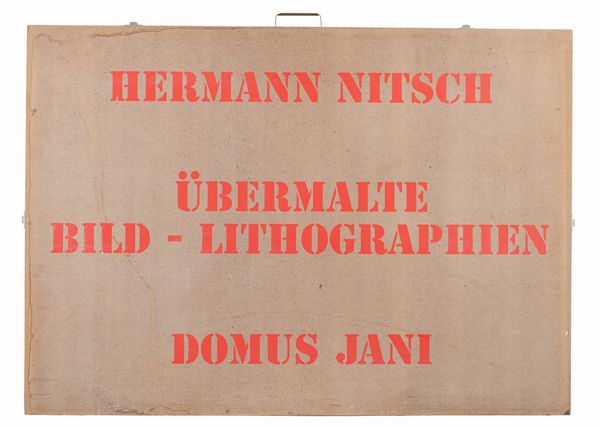 HERMANN NITSCH
ÜBERMALTE
BILD - LITHOGRAPHIEN
DOMUS JANI